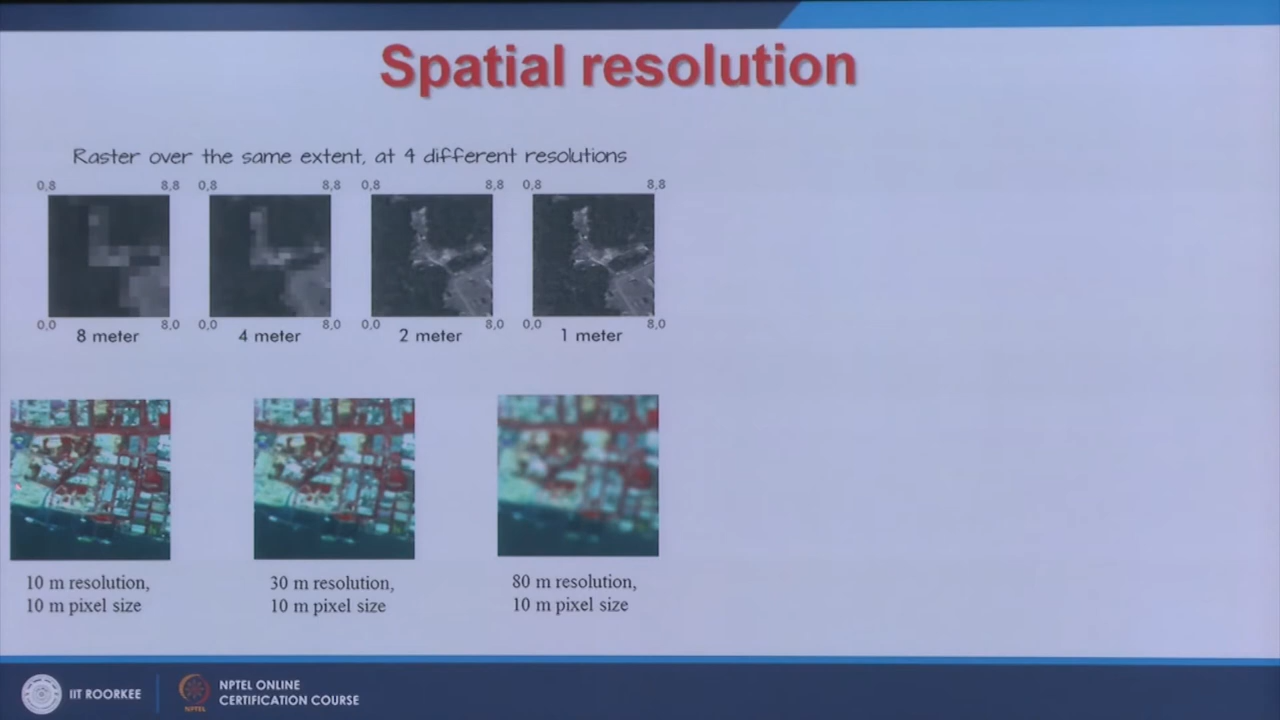 Spatial resolution
Raster over the same extent, at 4 different resolutions
0,8 8,8 0,8 8,8 0,8 8,8 0,8 8,8
0,0 8,0 0,0 8,0 0,0 8,0 0,0 8,0
8 meter 4 meter 2 meter 1 meter
10 m resolution, 30 m resolution, 80 m resolution,
10 m pixel size 10 m pixel size 10 m pixel size
IIT ROORKEE
NPTEL
NPTEL ONLINE
CERTIFICATION COURSE